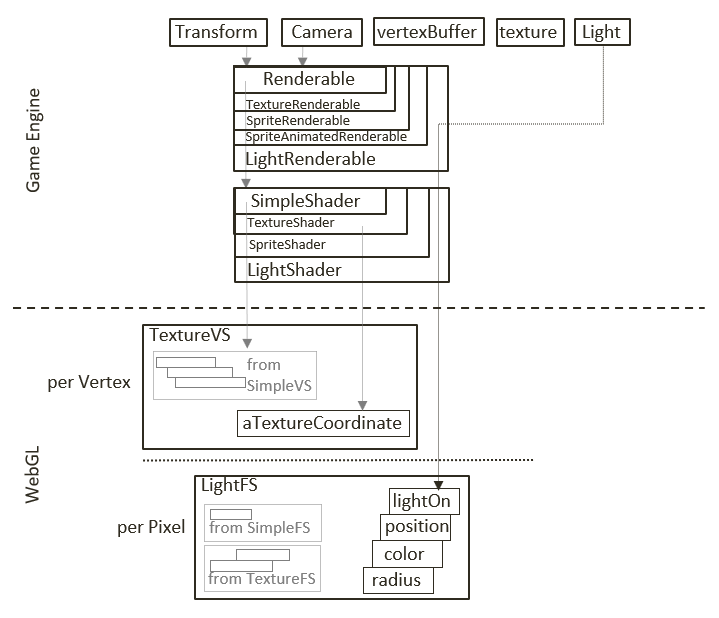 Transform
Camera
vertexBuffer
texture
Light
Game Engine
Renderable
TextureRenderable
SpriteRenderable
SpriteAnimatedRenderable
LightRenderable
SimpleShader
TextureShader
SpriteShader
LightShader
WebGL
per Vertex
TextureVS
from
SimpleVS
aTextureCoordinate
per Pixel
LightFS
from SimpleFS
from TextureFS
lightOn
position
color
radius